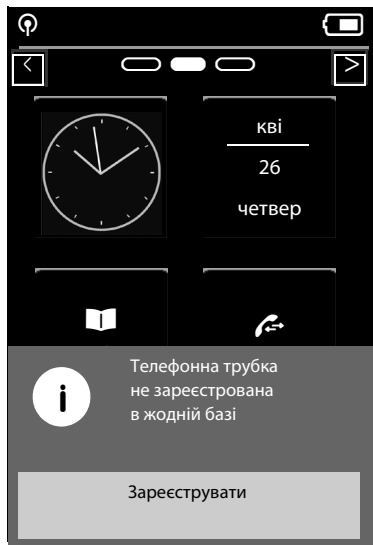 <
>
кві
26
четвер
Телефонна трубка
не зареєстрована
в жодній базі
Зареєструвати